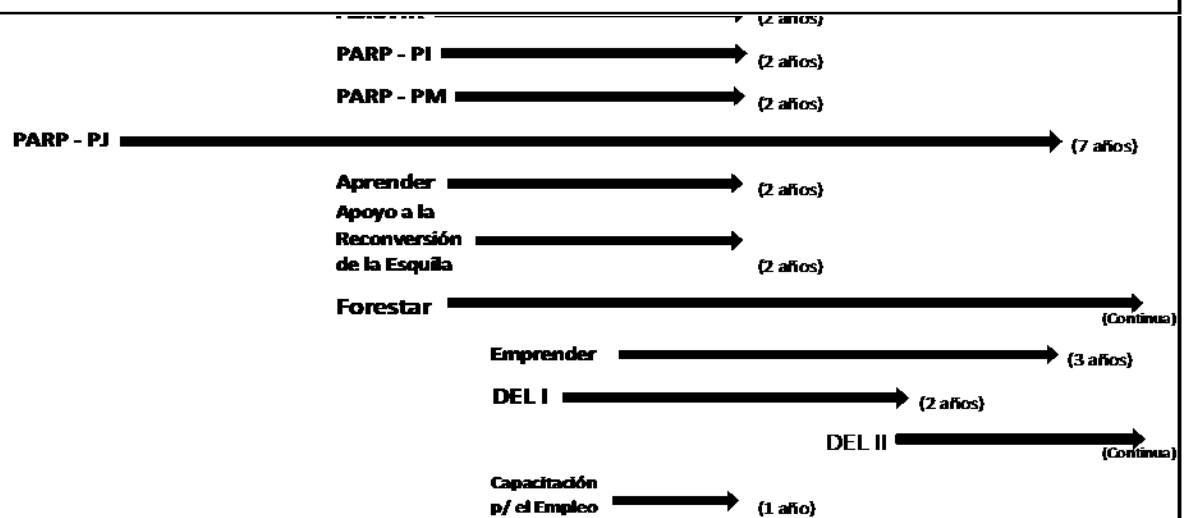 (2 años)
PARP - PI
(2 años)
PARP - PM
(2 años)
PARP - PJ
(7 años)
Aprender
(2 años)
Apoyo a la
Reconversión
de la Esquila
(2 años)
Forestar
(Continua)
Emprender
(3 años)
DEL I
(2 años)
DEL II
(Continua)
Capacitación
p/ el Empleo
(1 año)